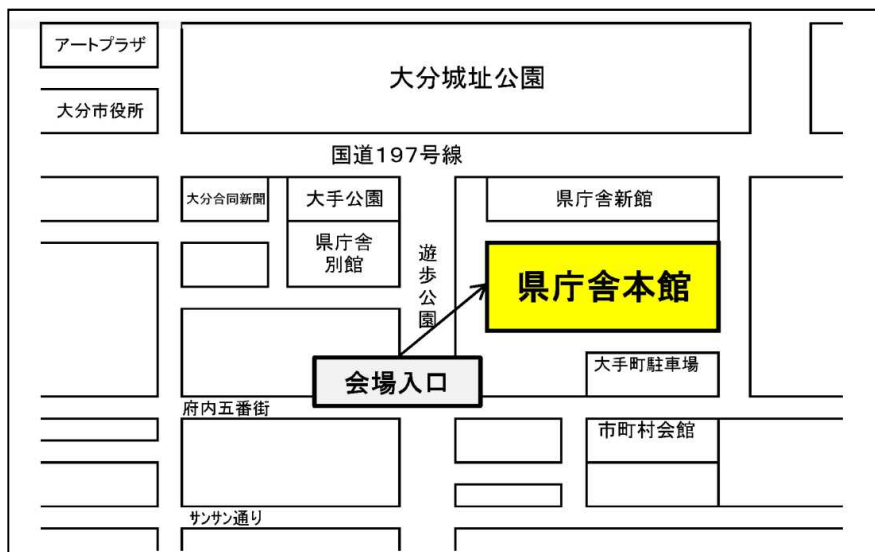 アートプラザ
大分城址公園
大分市役所
国道197号線
大分合同新聞
大手公園
県庁舎新館
県庁舎
別館
遊歩公園
県庁舎本館
会場入口
大手町駐車場
府内五番街
市町村会館
サンサン通り